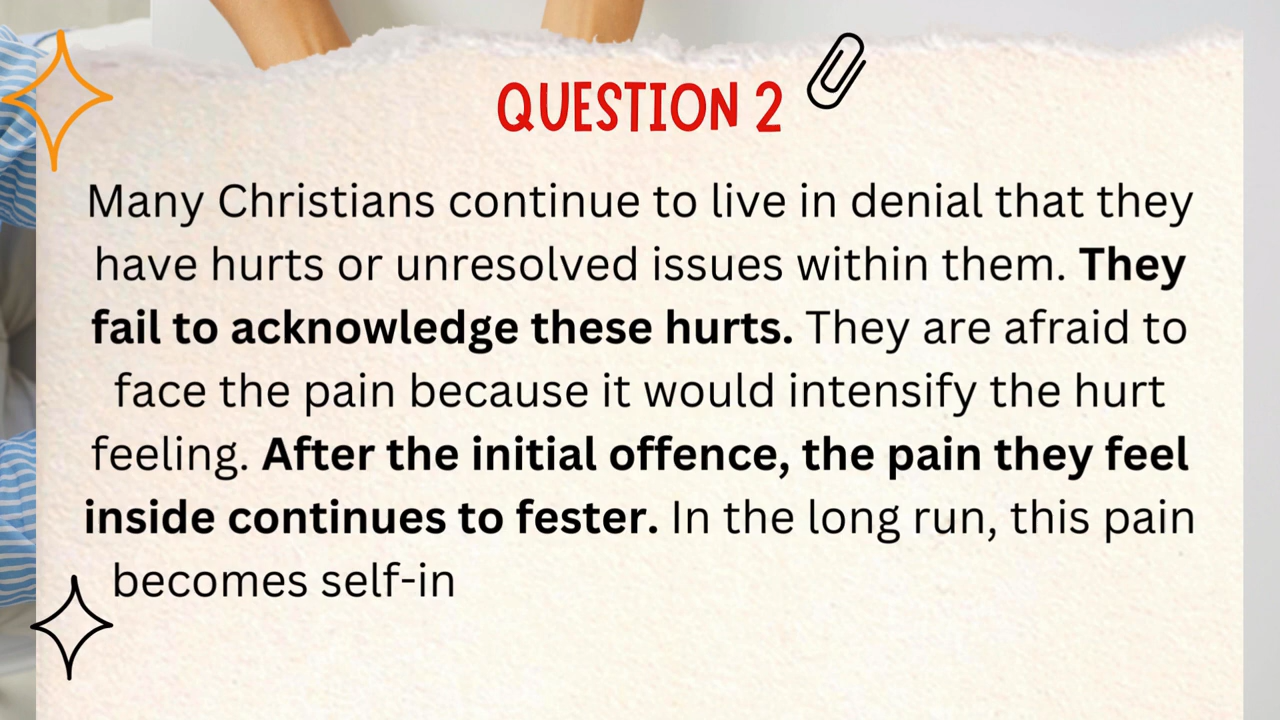 QUESTION 2
Many Christians continue to live in denial that they
have hurts or unresolved issues within them. They
fail to acknowledge these hurts. They are afraid to
face the pain because it would intensify the hurt
feeling. After the initial offence, the pain they feel
inside continues to fester. In the long run, this pain
becomes self-in